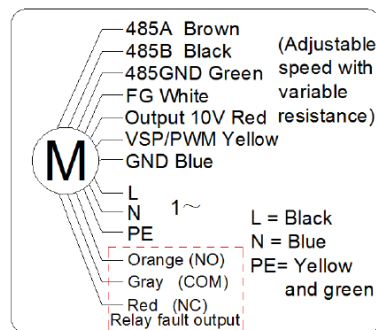 485A Brown
485B Black
485GND Green
FG White
Output 10V Red
VSP/PWM Yellow
GND Blue
(Adjustable
speed with
variable
resistance)
M
L
N
PE
1～
L = Black
N = Blue
PE= Yellow
and green
Orange (NO)
Gray (COM)
Red (NC)
Relay fault output